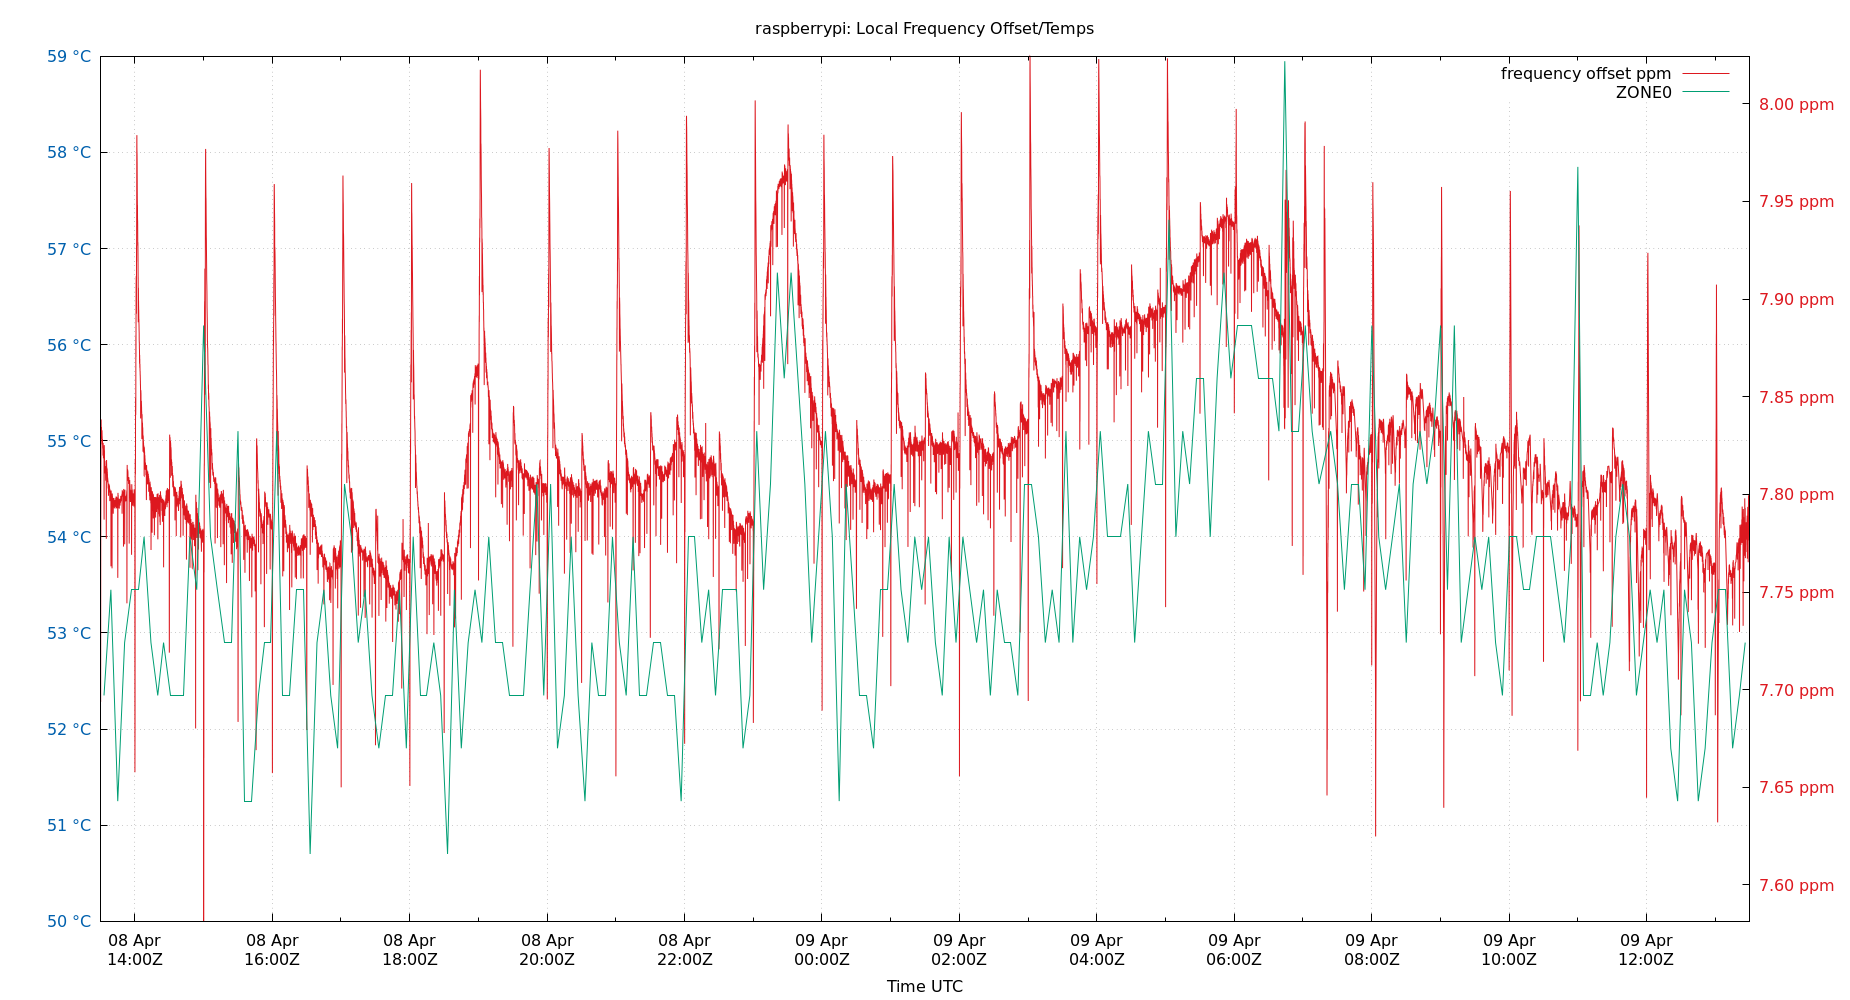 raspberrypi: Local Frequency Offset/Temps
frequency offset ppm
ZONE0
59 °C
58 °C
57 °C
56 °C
55 °C
54 °C
53 °C
52 °C
51 °C
50 °C
8.00 ppm
7.95 ppm
7.90 ppm
7.85 ppm
7.80 ppm
7.75 ppm
7.70 ppm
7.65 ppm
7.60 ppm
08 Apr 08 Apr 08 Apr 08 Apr 08 Apr 09 Apr 09 Apr 09 Apr 09 Apr 09 Apr 09 Apr 09 Apr
14:00Z 16:00Z 18:00Z 20:00Z 22:00Z 00:00Z 02:00Z 04:00Z 06:00Z 08:00Z 10:00Z 12:00Z
Time UTC